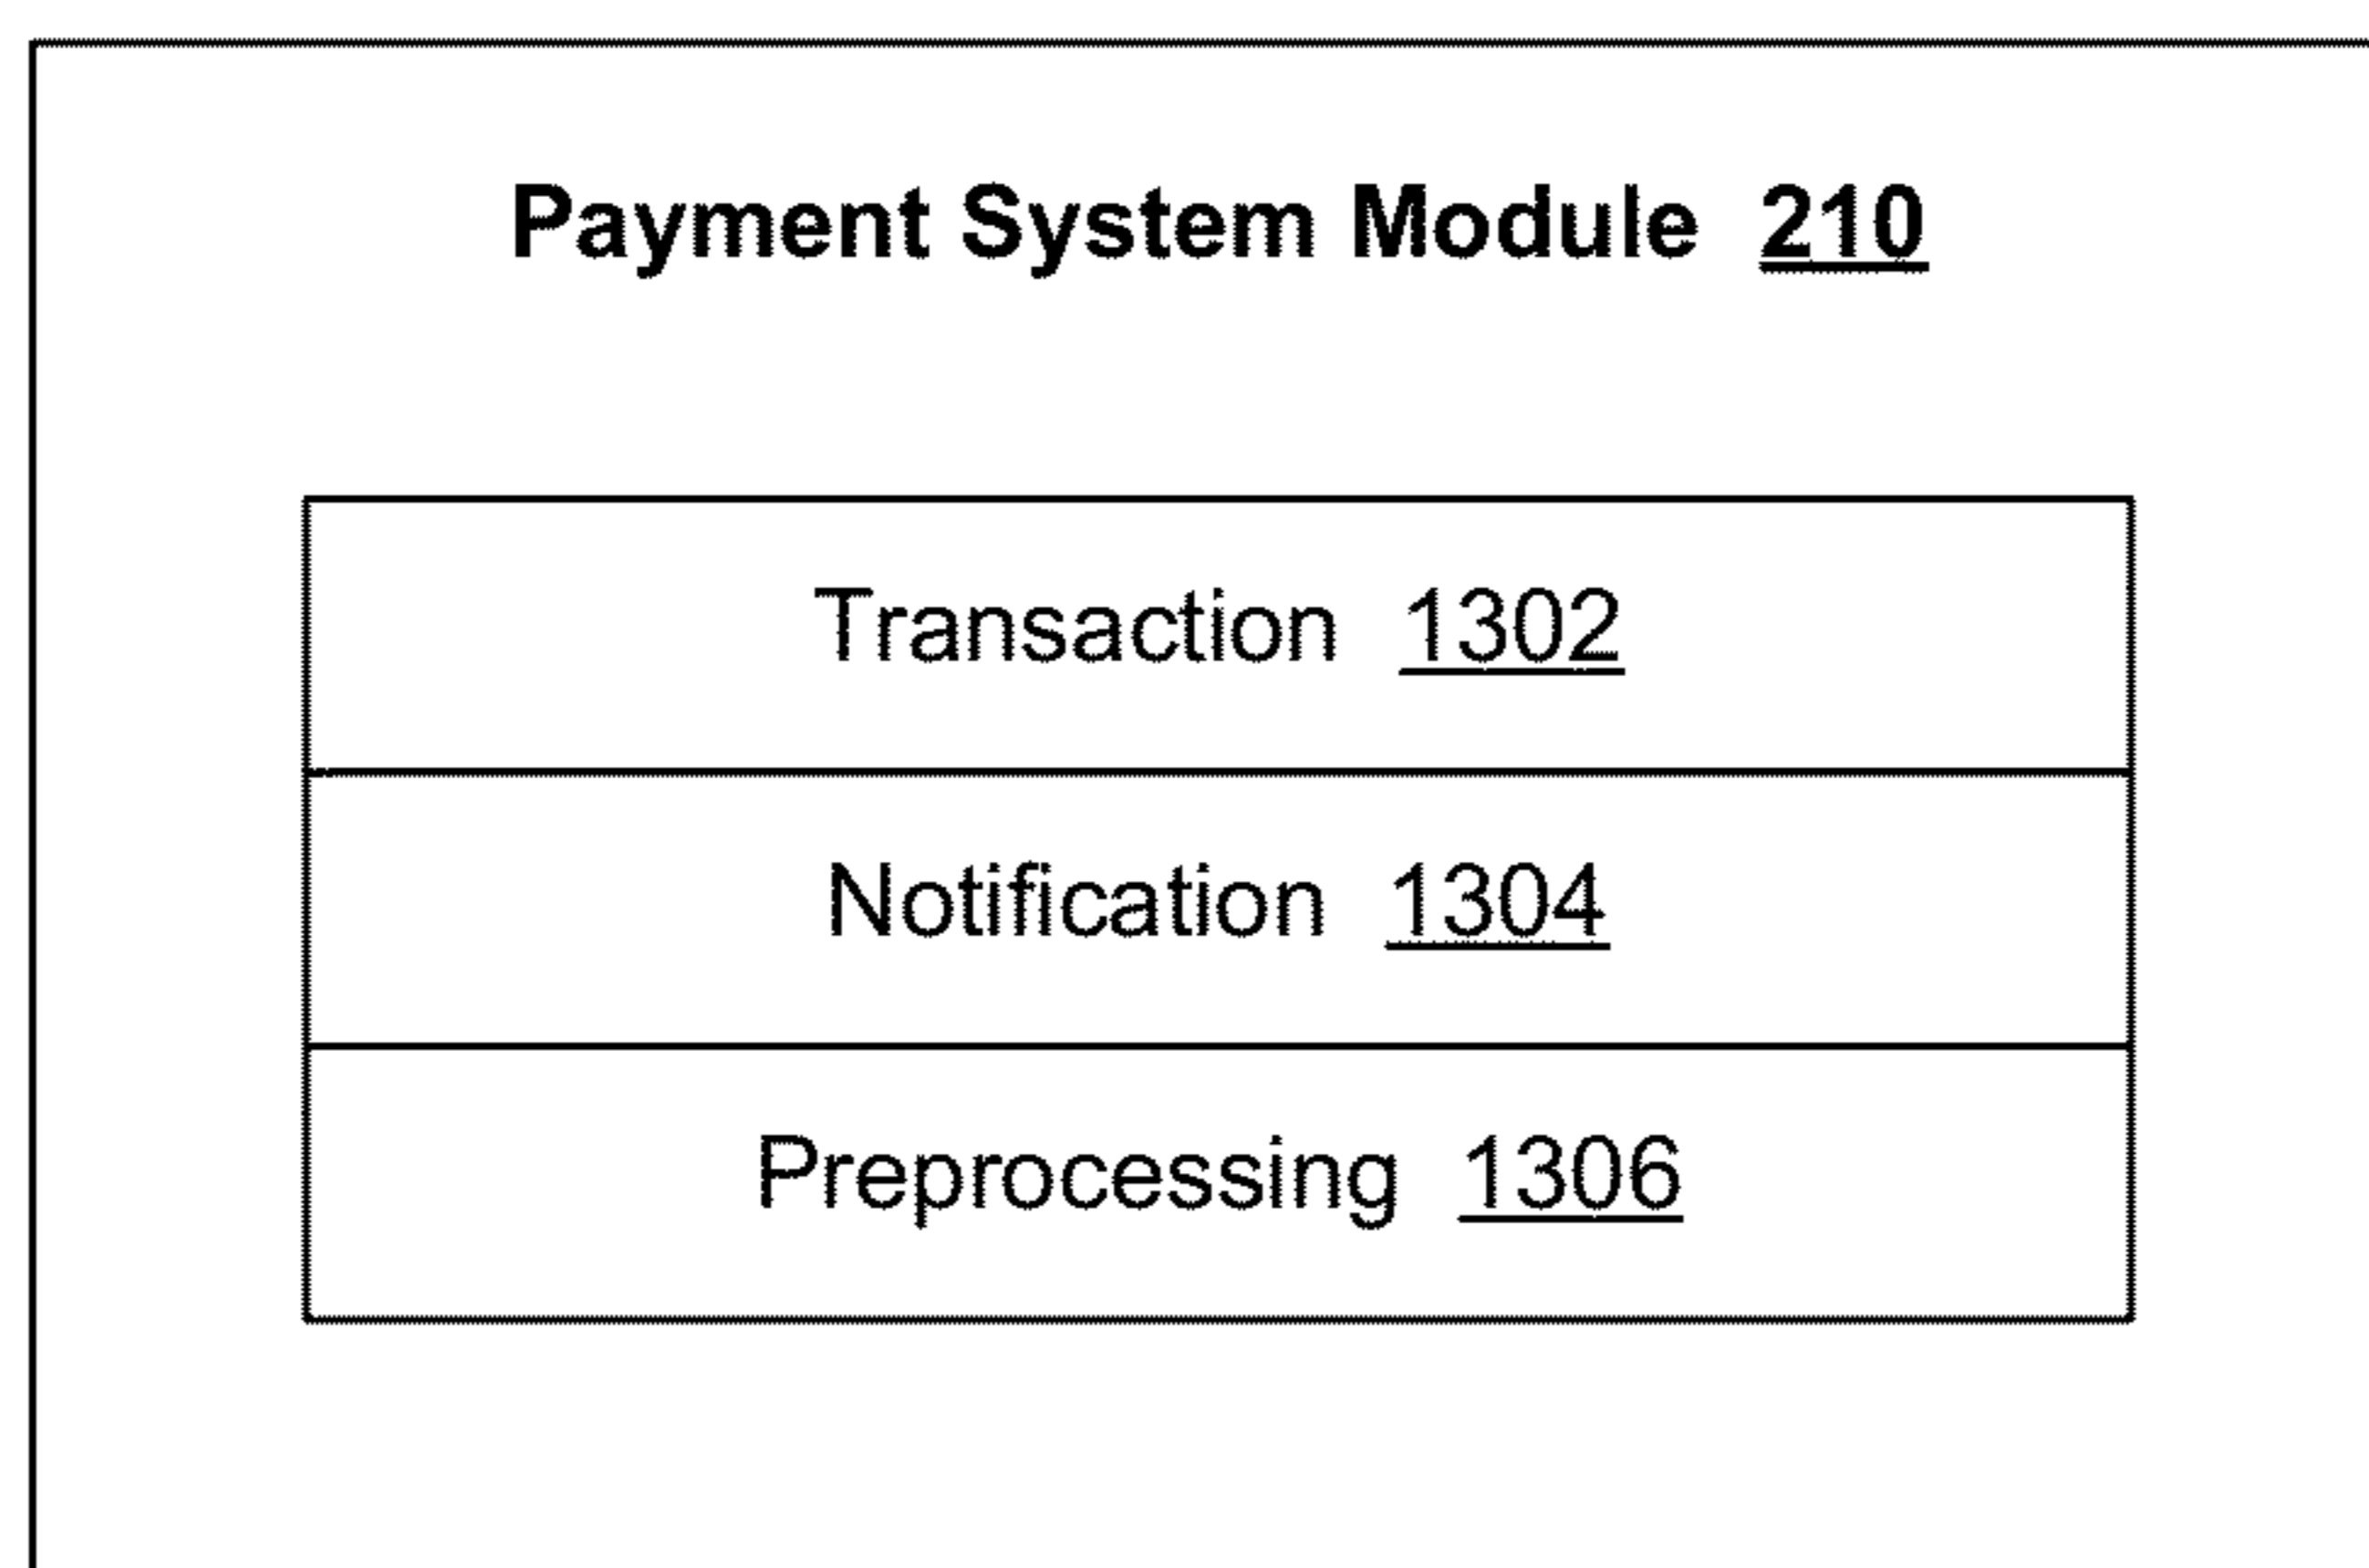 Payment System Module 210
Transaction 1302
Notification 1304
Preprocessing 1306